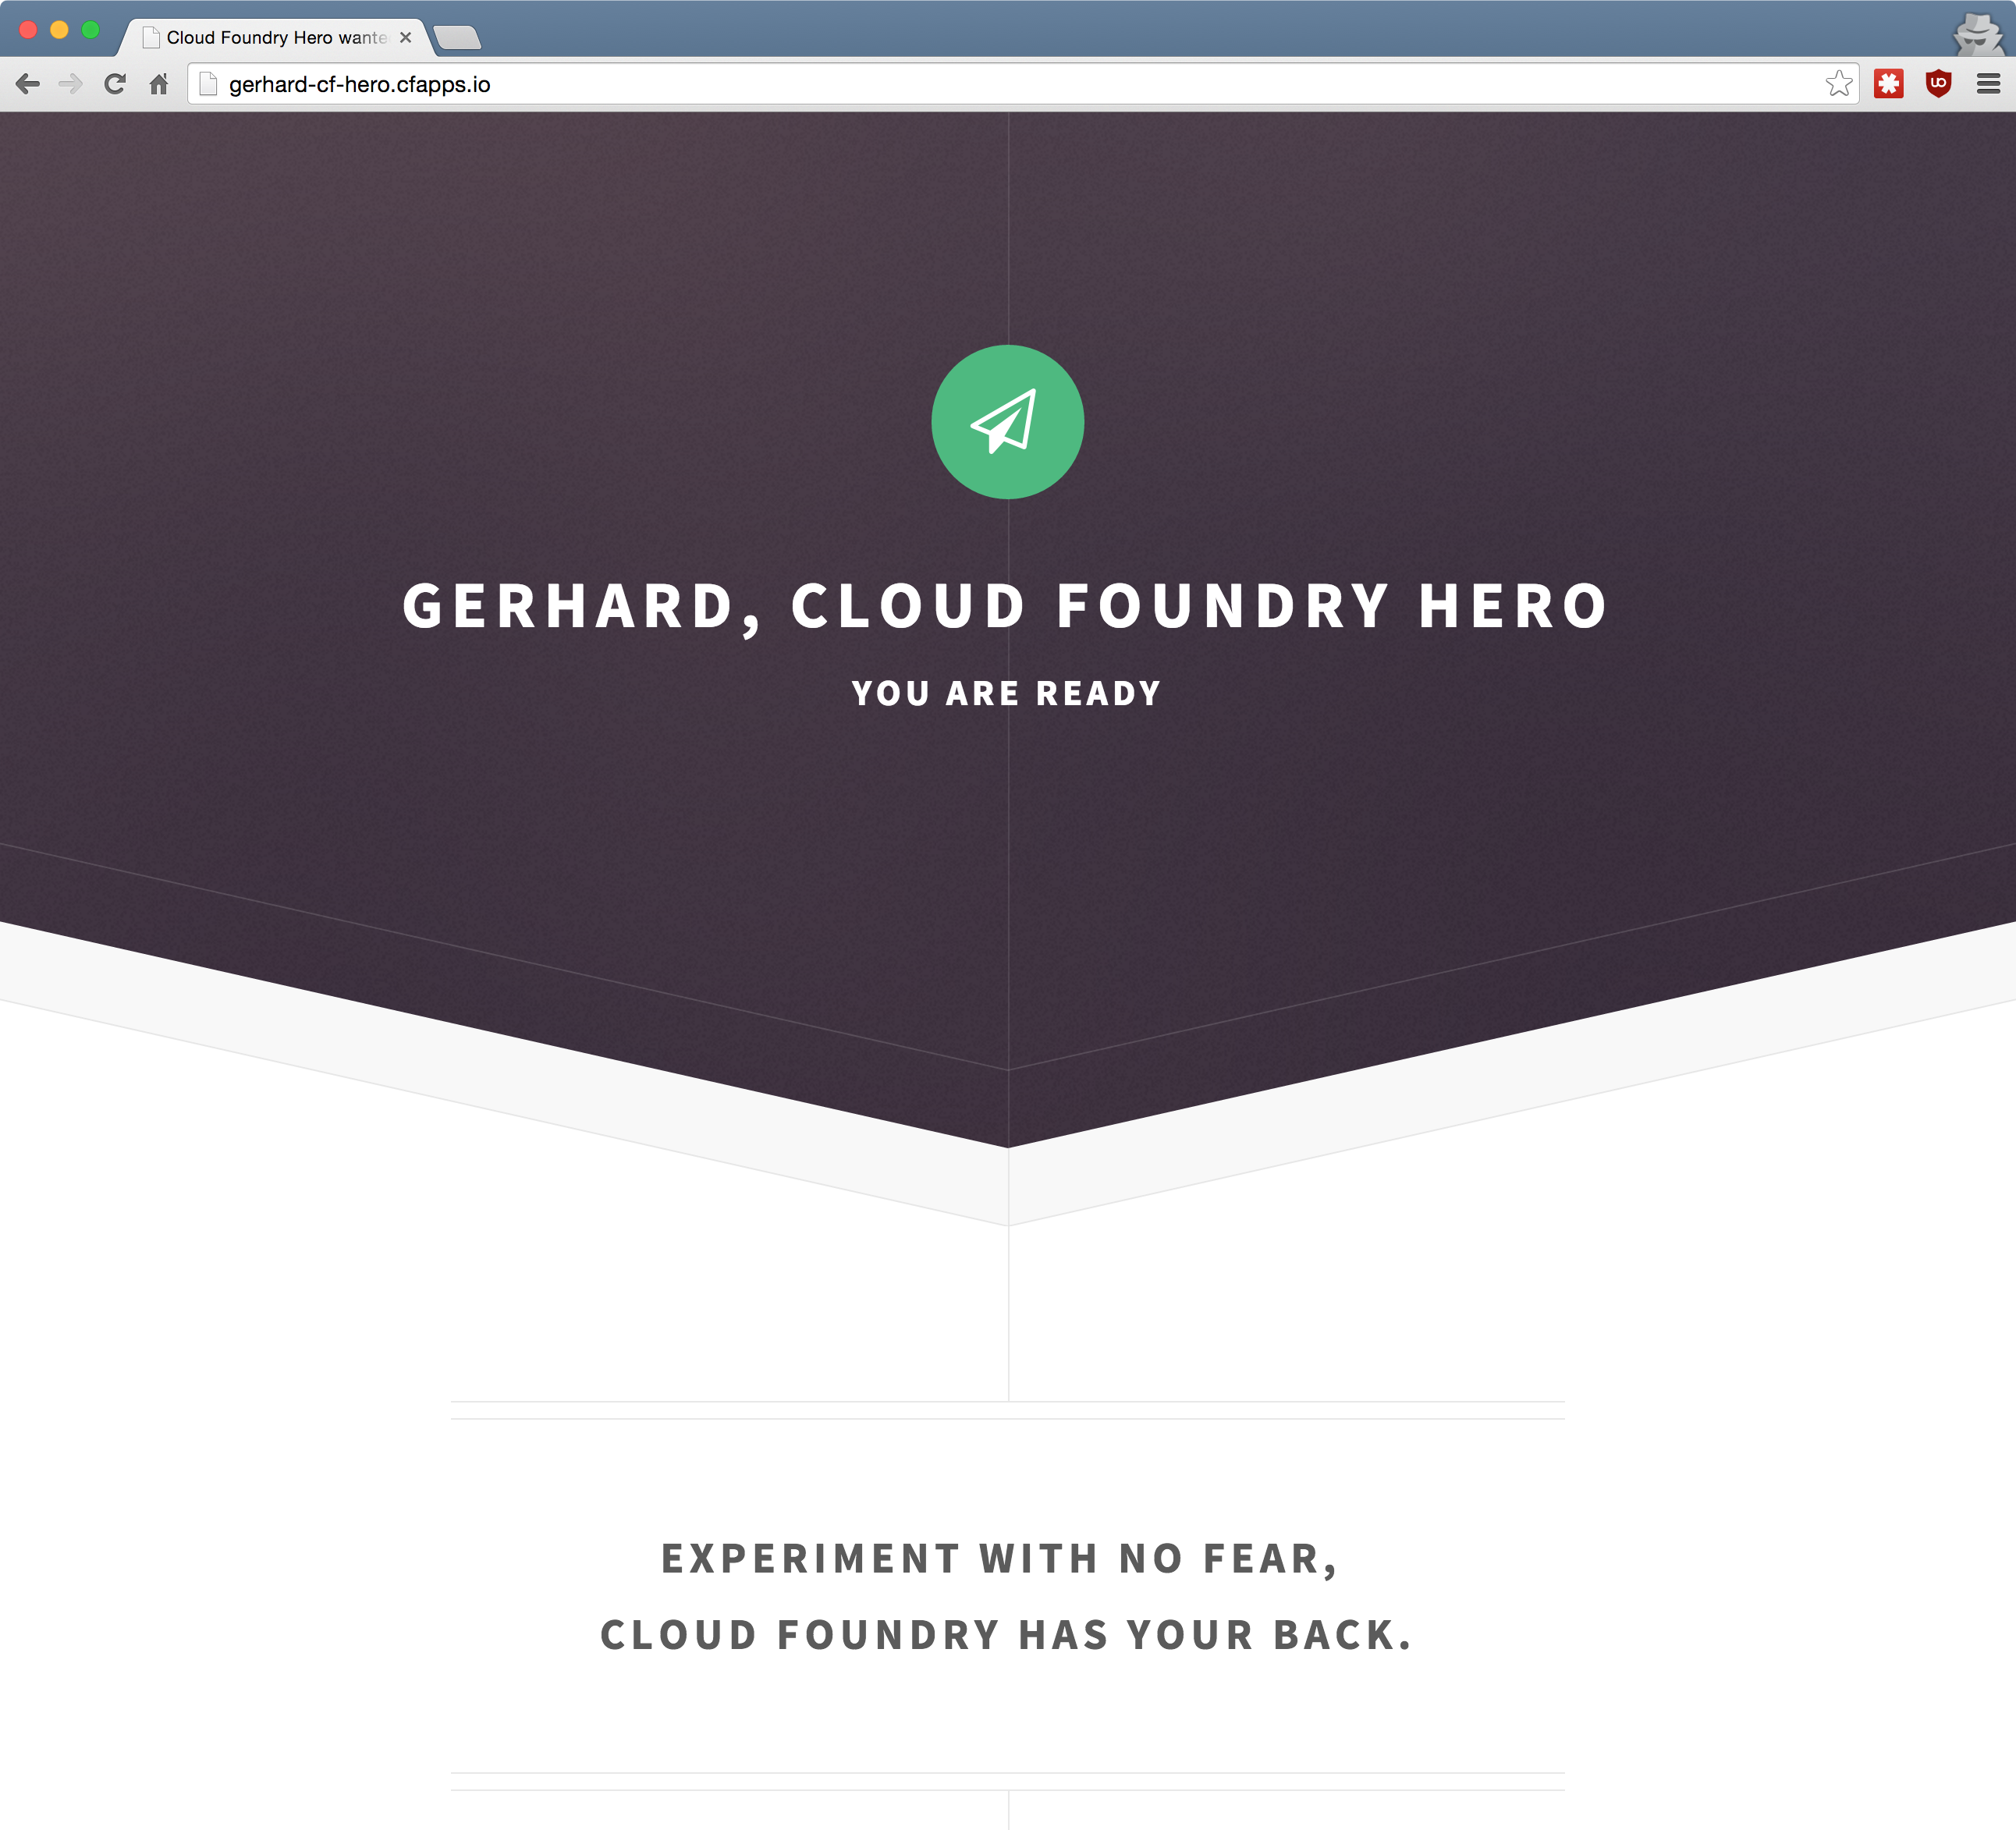 Cloud Foundry Hero wante
gerhard-cf-hero.cfapps.io
GERHARD, CLOUD FOUNDRY HERO
YOU ARE READY
EXPERIMENT WITH NO FEAR,
CLOUD FOUNDRY HAS YOUR BACK.